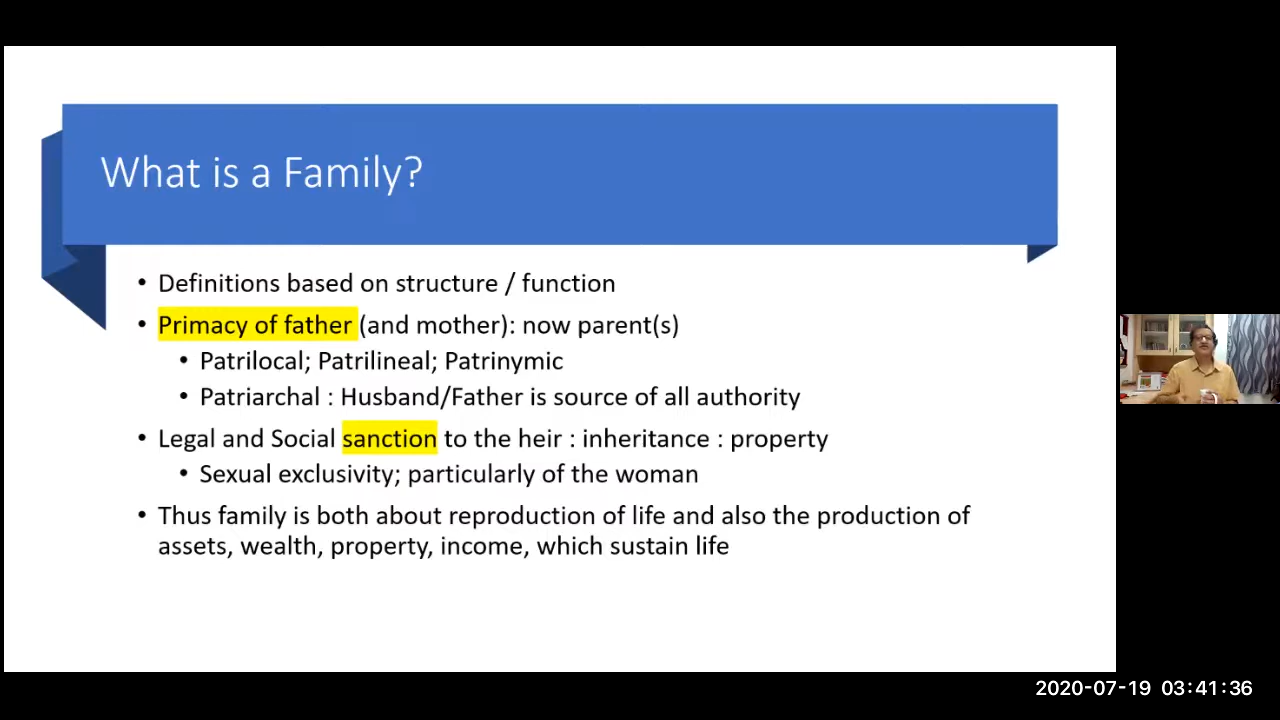 What is a Family?
• Definitions based on structure / function
• Primacy of father (and mother): now parent(s)
• Patrilocal; Patrilineal; Patrinymic
• Patriarchal : Husband/Father is source of all authority
• Legal and Social sanction to the heir : inheritance : property
• Sexual exclusivity; particularly of the woman
• Thus family is both about reproduction of life and also the production of
assets, wealth, property, income, which sustain life
2020-07-19 03:41:36